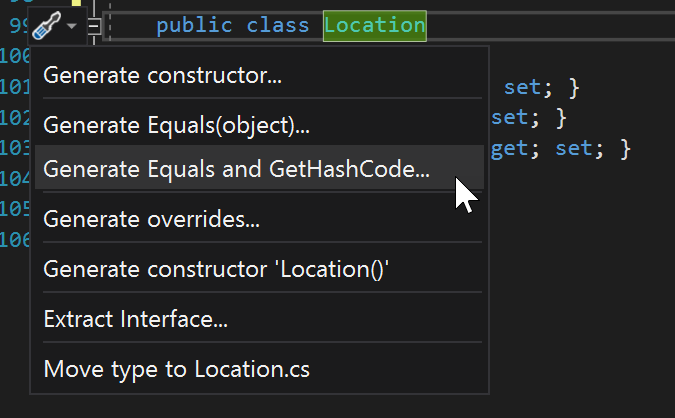 99 public class Location
100
101 set; }
102 set; }
103 get; set; }
104
105
106
Generate constructor...
Generate Equals(object)...
Generate Equals and GetHashCode...
Generate overrides...
Generate constructor 'Location()'
Extract Interface...
Move type to Location.cs